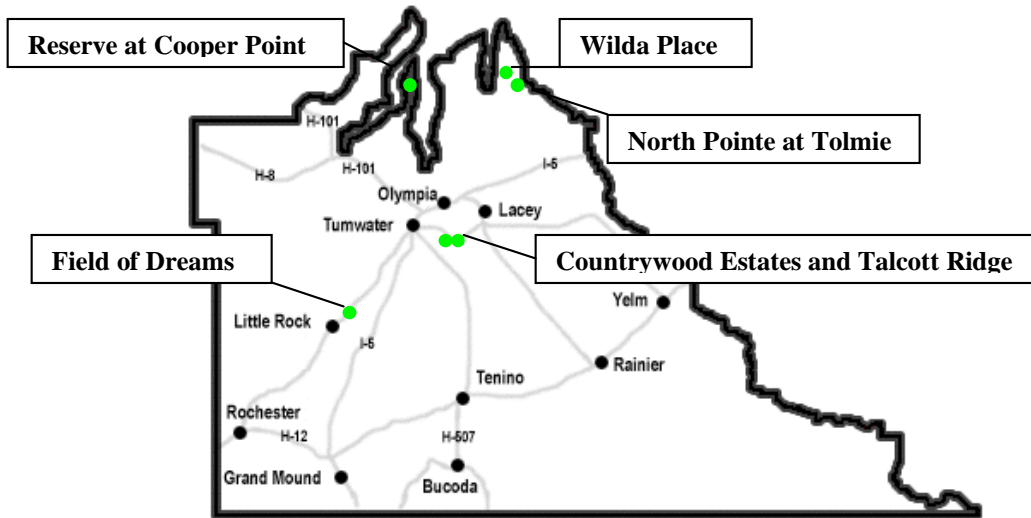 Reserve at Cooper Point
Wilda Place
North Pointe at Tolmie
H-101
H-8
H-101
I-5
Olympia
Lacey
Tumwater
Field of Dreams
Countrywood Estates and Talcott Ridge
Yelm
Little Rock
I-5
Rainier
Tenino
Rochester
H-12
H-507
Grand Mound
Bucoda